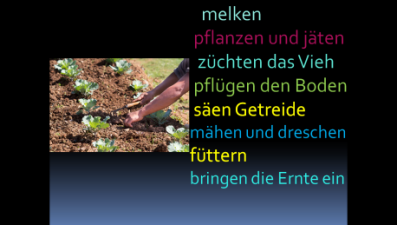 melken
pflanzen und jäten
züchten das Vieh
pflügen den Boden
säen Getreide
mähen und dreschen
füttern
bringen die Ernte ein